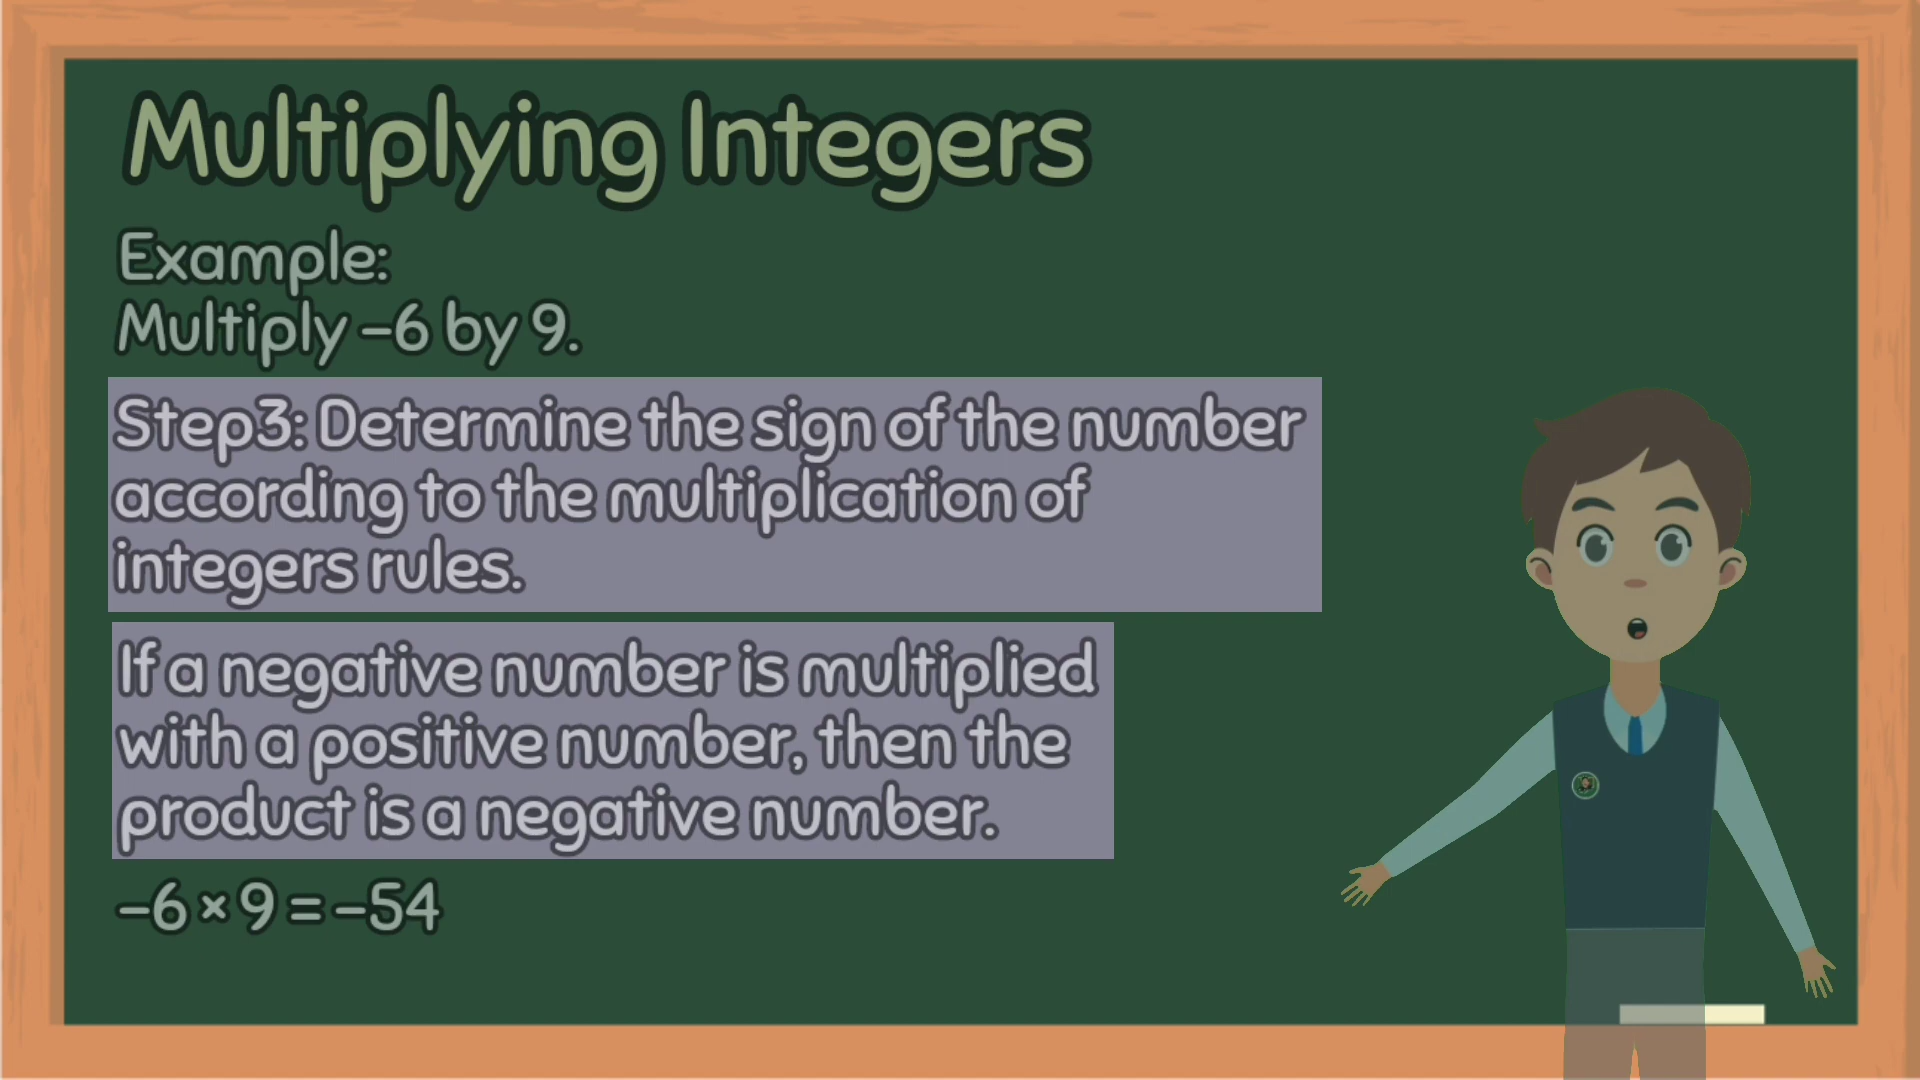 Multiplying Integers
Example:
Multiply –6 by 9.
Step3: Determine the sign of the number
according to the multiplication of
integers rules.
If a negative number is multiplied
with a positive number, then the
product is a negative number.
–6 × 9 = –54